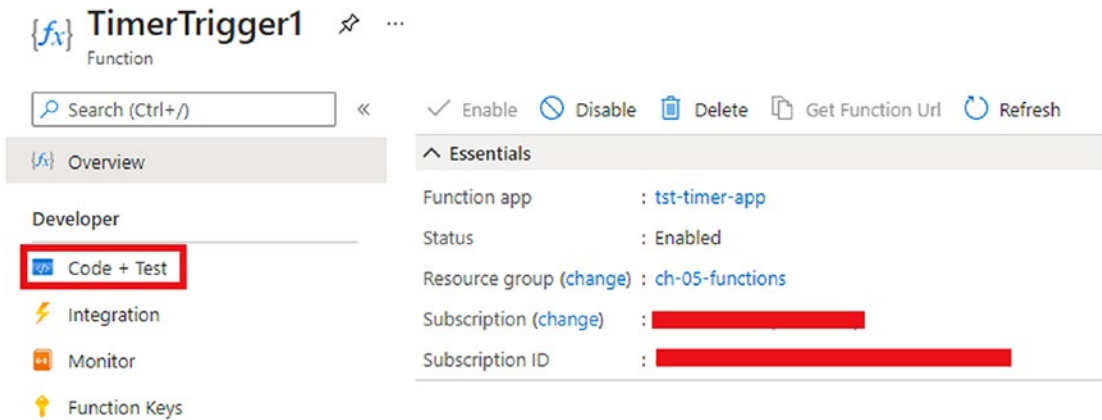 {fx} TimerTrigger1 ...
Function
Search (Ctrl+/) «
Enable Disable Delete Get Function Url Refresh
{fx} Overview
Essentials
Function app : tst-timer-app
Developer
Status : Enabled
Code + Test
Resource group (change) : ch-05-functions
Integration
Subscription (change) :
Monitor
Subscription ID :
Function Keys